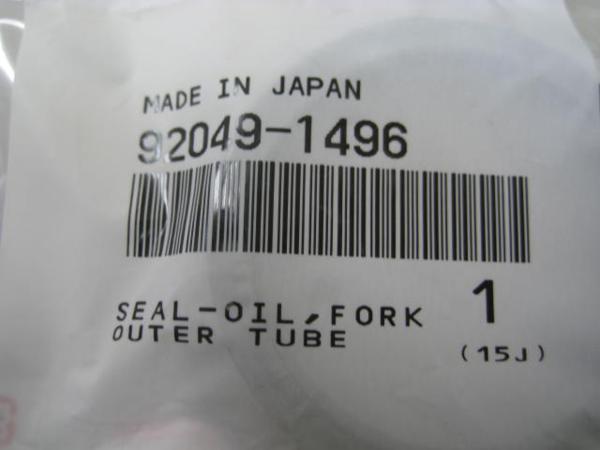 MADE IN JAPAN
92049-1496
SEAL-OIL,FORK 1
OUTER TUBE
(15J)